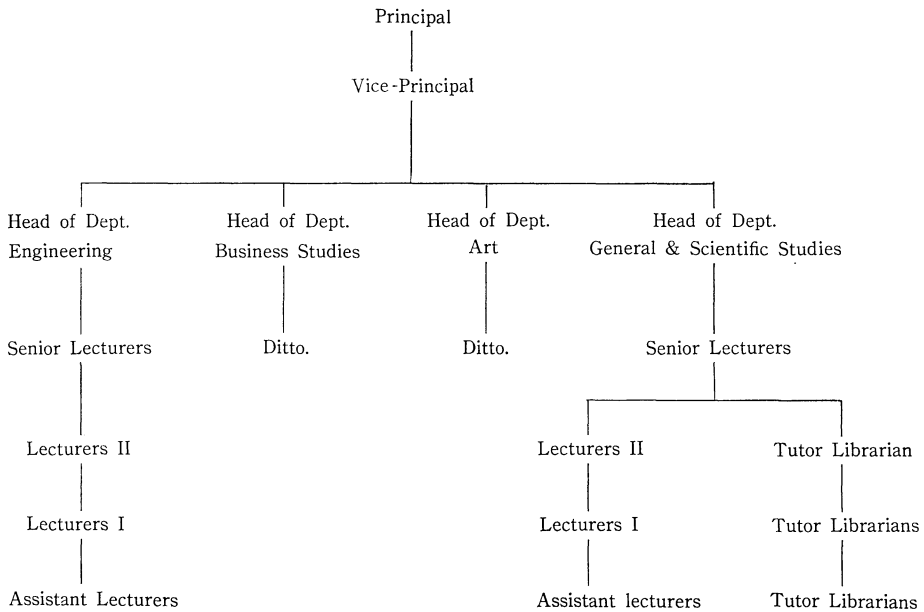 Principal
Vice-Principal
Head of Dept. Head of Dept. Head of Dept. Head of Dept.
Engineering Business Studies Art General & Scientific Studies
Senior Lecturers Ditto. Ditto. Senior Lecturers
Lecturers II Lecturers II Tutor Librarian
Lecturers I Lecturers I Tutor Librarians
Assistant Lecturers Assistant lecturers Tutor Librarians